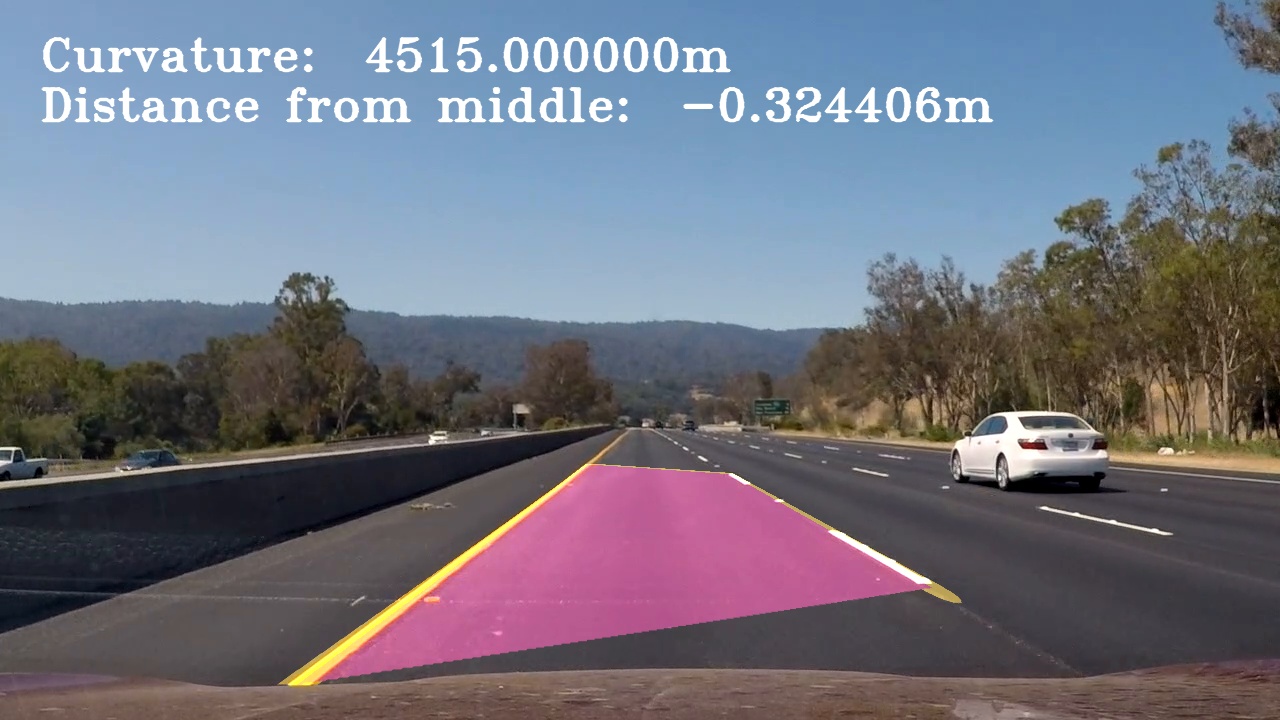 Curvature:  4515.000000m
Distance from middle:  −0.324406m